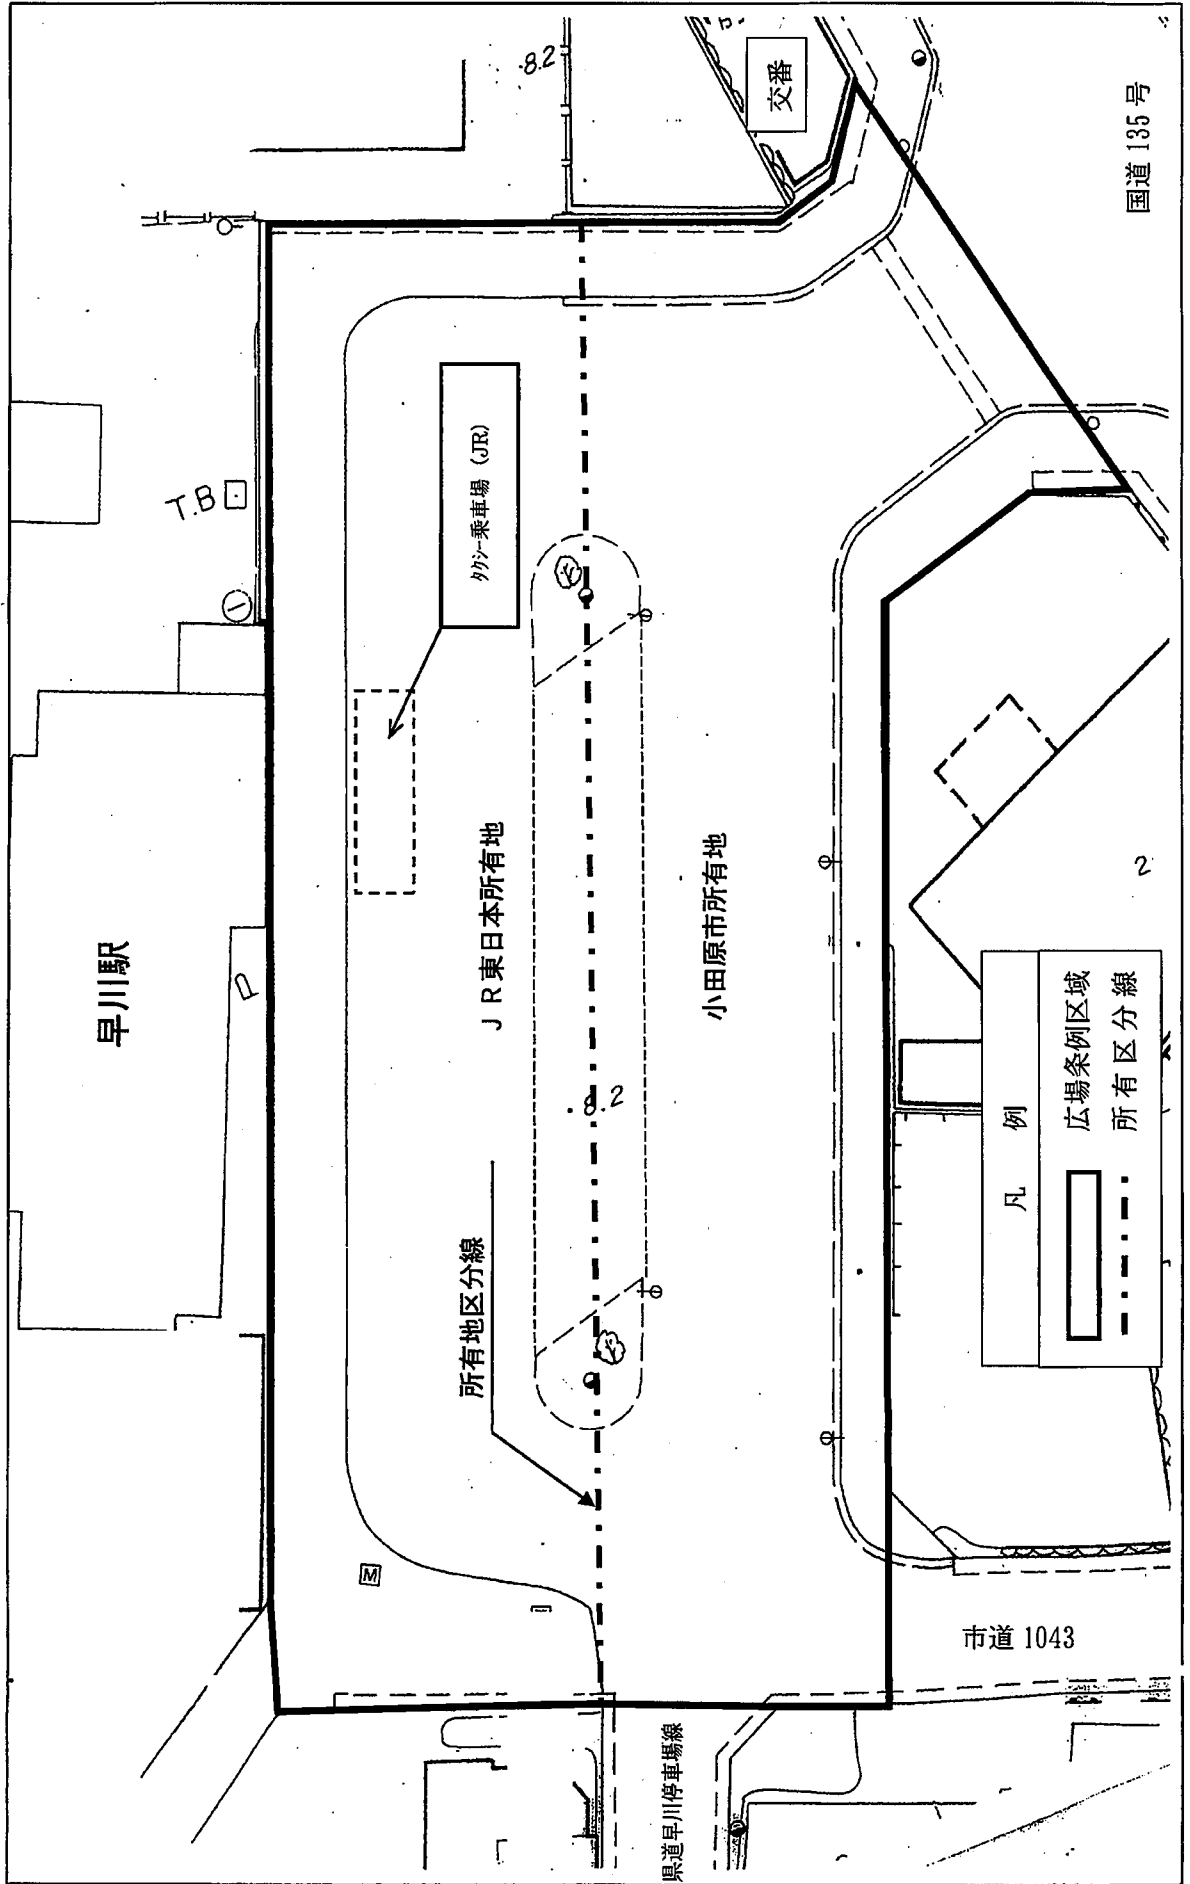 早川駅
T.B
P
8.2
交番
国道 135 号
タクシー乗車場 (JR)
ＪＲ東日本所有地
小田原市所有地
8.2
所有地区分線
M
2
凡 例
広場条例区域
所有区分線
市道 1043
県道早川停車場線